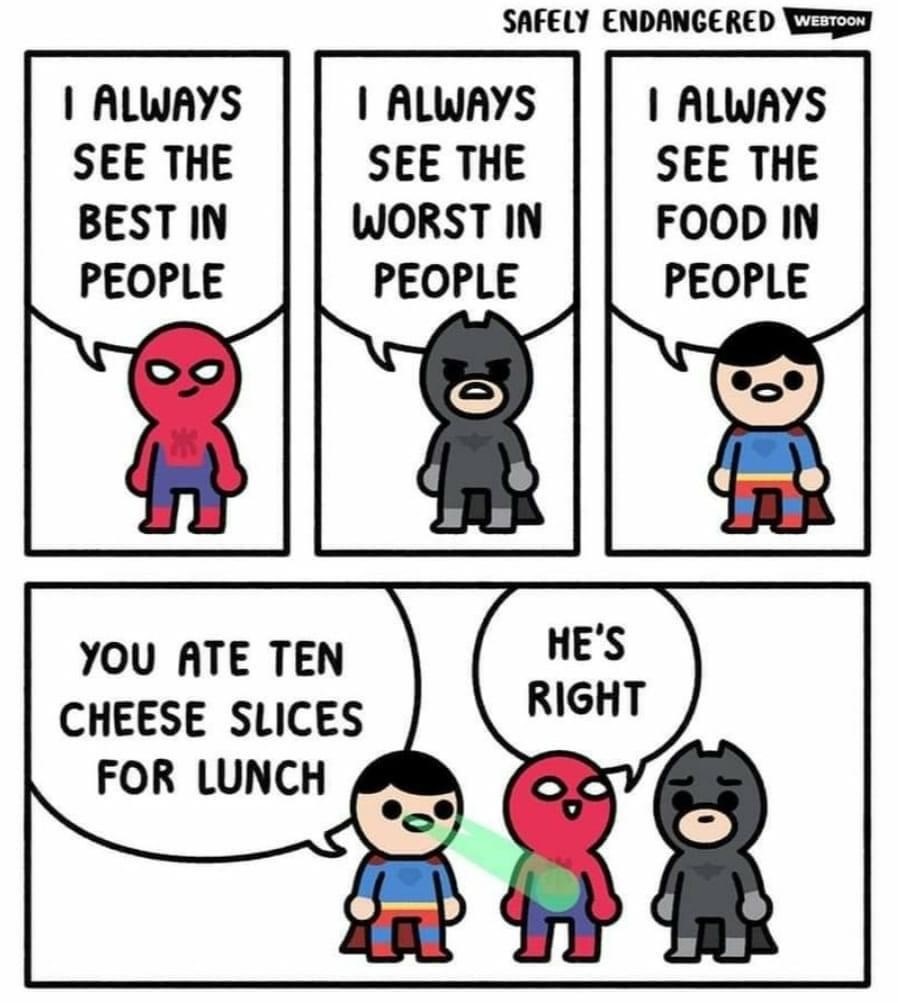 SAFELY ENDANGERED WEBTOON
I ALWAYS
SEE THE
BEST IN
PEOPLE
I ALWAYS
SEE THE
WORST IN
PEOPLE
I ALWAYS
SEE THE
FOOD IN
PEOPLE
YOU ATE TEN
CHEESE SLICES
FOR LUNCH
HE'S
RIGHT